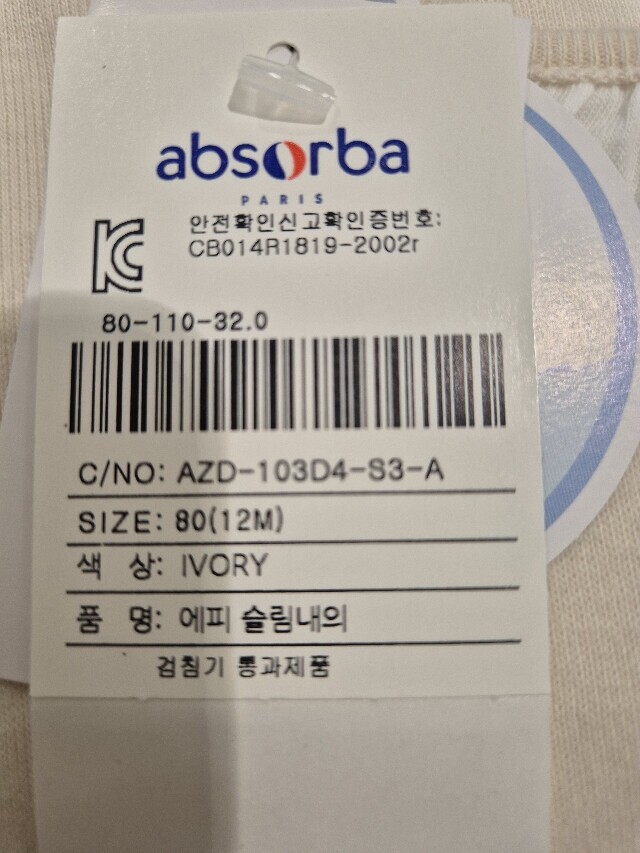 absorba
PARIS
안전확인신고확인증번호:
CB014R1819-2002r
80-110-32.0
C/NO: AZD-103D4-S3-A
SIZE: 80(12M)
색 상: IVORY
품 명: 에피 슬림내의
검침기 통과제품